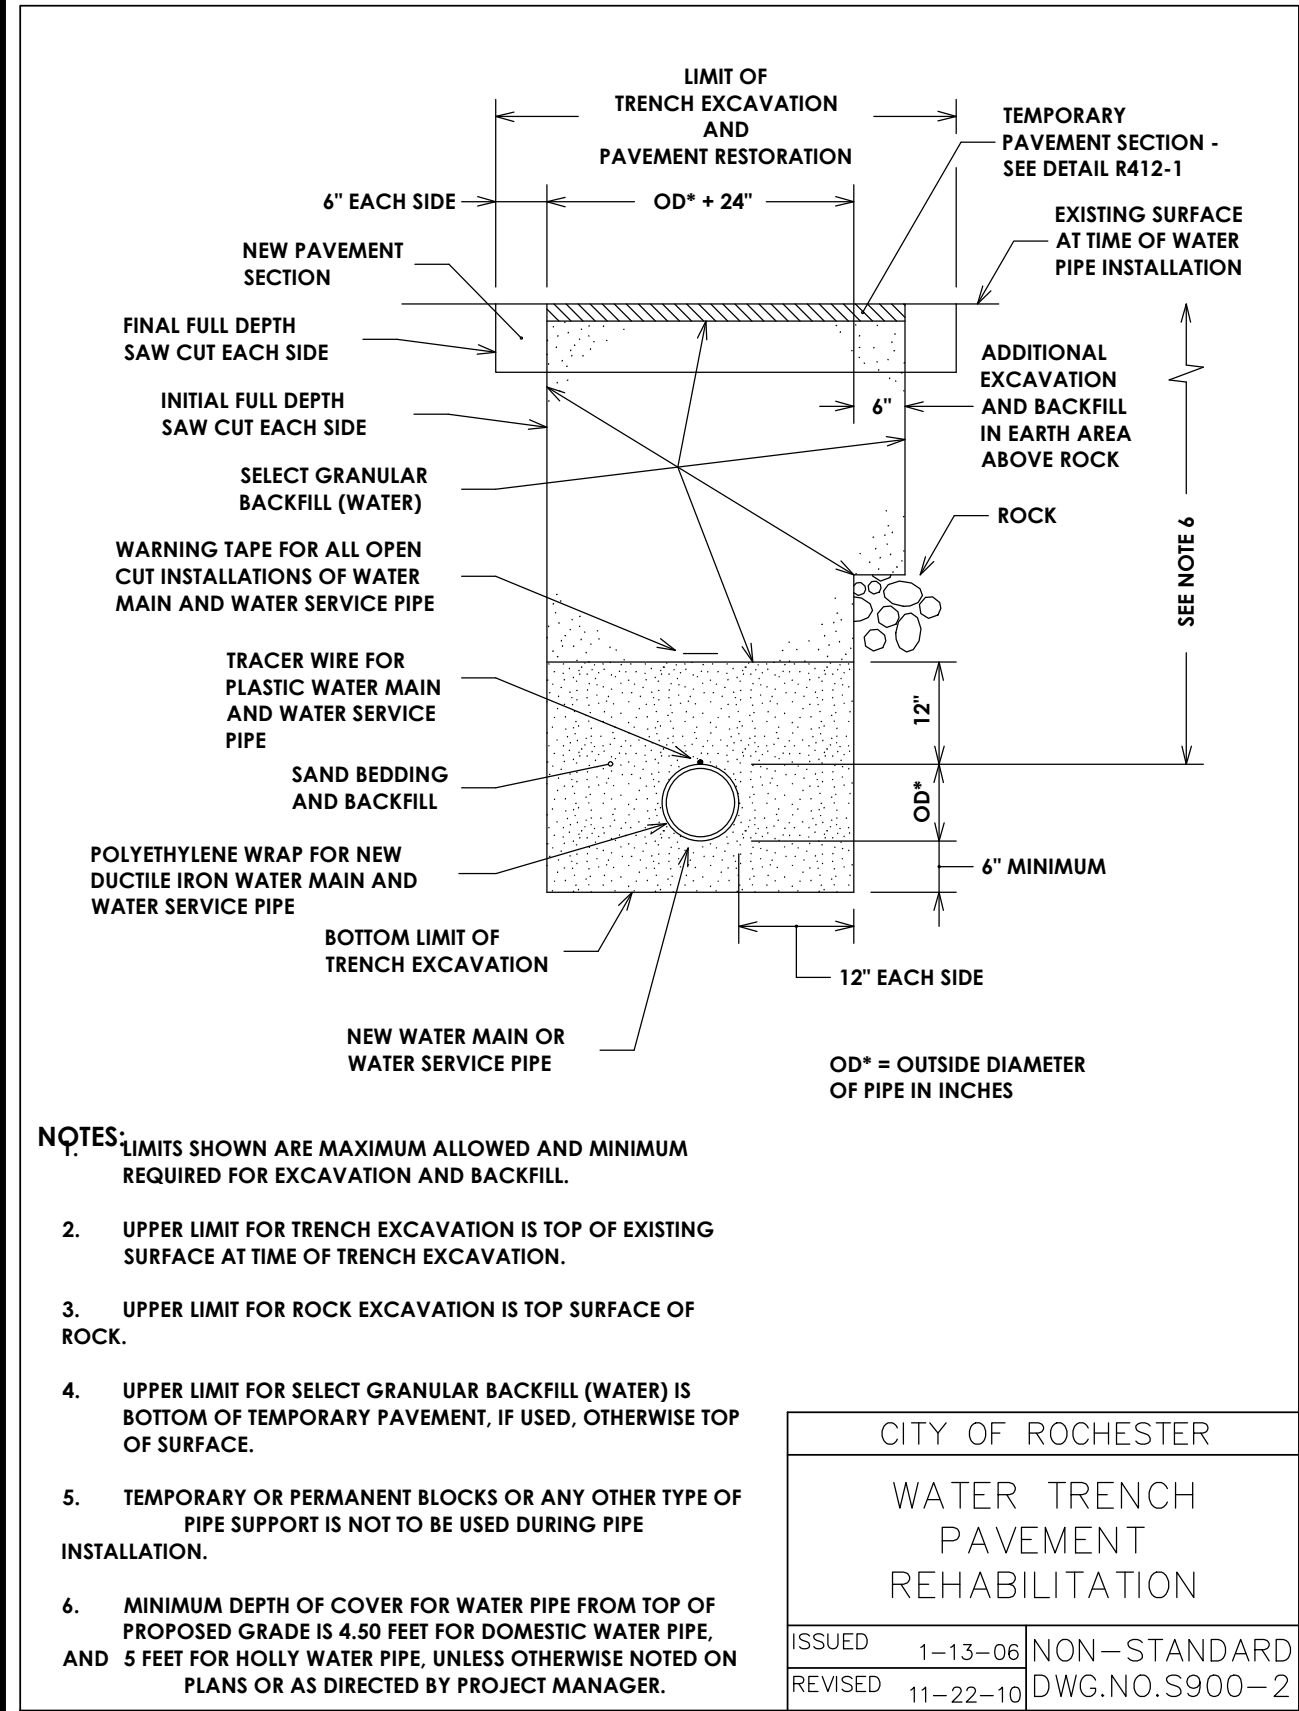 LIMIT OF
TRENCH EXCAVATION
AND
PAVEMENT RESTORATION
TEMPORARY
PAVEMENT SECTION -
SEE DETAIL R412-1
6" EACH SIDE
OD* + 24"
EXISTING SURFACE
AT TIME OF WATER
PIPE INSTALLATION
NEW PAVEMENT
SECTION
FINAL FULL DEPTH
SAW CUT EACH SIDE
ADDITIONAL
EXCAVATION
AND BACKFILL
IN EARTH AREA
ABOVE ROCK
6"
INITIAL FULL DEPTH
SAW CUT EACH SIDE
SELECT GRANULAR
BACKFILL (WATER)
ROCK
SEE NOTE 6
WARNING TAPE FOR ALL OPEN
CUT INSTALLATIONS OF WATER
MAIN AND WATER SERVICE PIPE
TRACER WIRE FOR
PLASTIC WATER MAIN
AND WATER SERVICE
PIPE
12"
SAND BEDDING
AND BACKFILL
OD*
POLYETHYLENE WRAP FOR NEW
DUCTILE IRON WATER MAIN AND
WATER SERVICE PIPE
6" MINIMUM
BOTTOM LIMIT OF
TRENCH EXCAVATION
12" EACH SIDE
NEW WATER MAIN OR
WATER SERVICE PIPE
OD* = OUTSIDE DIAMETER
OF PIPE IN INCHES
NOTES:
1. LIMITS SHOWN ARE MAXIMUM ALLOWED AND MINIMUM
REQUIRED FOR EXCAVATION AND BACKFILL.
2. UPPER LIMIT FOR TRENCH EXCAVATION IS TOP OF EXISTING
SURFACE AT TIME OF TRENCH EXCAVATION.
3. UPPER LIMIT FOR ROCK EXCAVATION IS TOP SURFACE OF
ROCK.
4. UPPER LIMIT FOR SELECT GRANULAR BACKFILL (WATER) IS
BOTTOM OF TEMPORARY PAVEMENT, IF USED, OTHERWISE TOP
OF SURFACE.
5. TEMPORARY OR PERMANENT BLOCKS OR ANY OTHER TYPE OF
PIPE SUPPORT IS NOT TO BE USED DURING PIPE
INSTALLATION.
6. MINIMUM DEPTH OF COVER FOR WATER PIPE FROM TOP OF
PROPOSED GRADE IS 4.50 FEET FOR DOMESTIC WATER PIPE,
AND 5 FEET FOR HOLLY WATER PIPE, UNLESS OTHERWISE NOTED ON
PLANS OR AS DIRECTED BY PROJECT MANAGER.
CITY OF ROCHESTER
WATER TRENCH
PAVEMENT
REHABILITATION
ISSUED 1-13-06
REVISED 11-22-10
NON-STANDARD
DWG.NO.S900-2